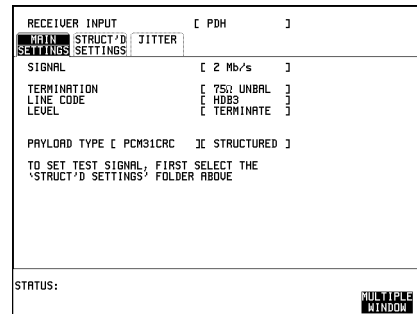 RECEIVER INPUT [ PDH ]
MAIN SETTINGS STRUCT'D SETTINGS JITTER
SIGNAL [ 2 Mb/s ]
TERMINATION [ 75Ω UNBAL ]
LINE CODE [ HDB3 ]
LEVEL [ TERMINATE ]
PAYLOAD TYPE [ PCM31CRC ][ STRUCTURED ]
TO SET TEST SIGNAL, FIRST SELECT THE
'STRUCT'D SETTINGS' FOLDER ABOVE
STATUS:
MULTIPLE
WINDOW